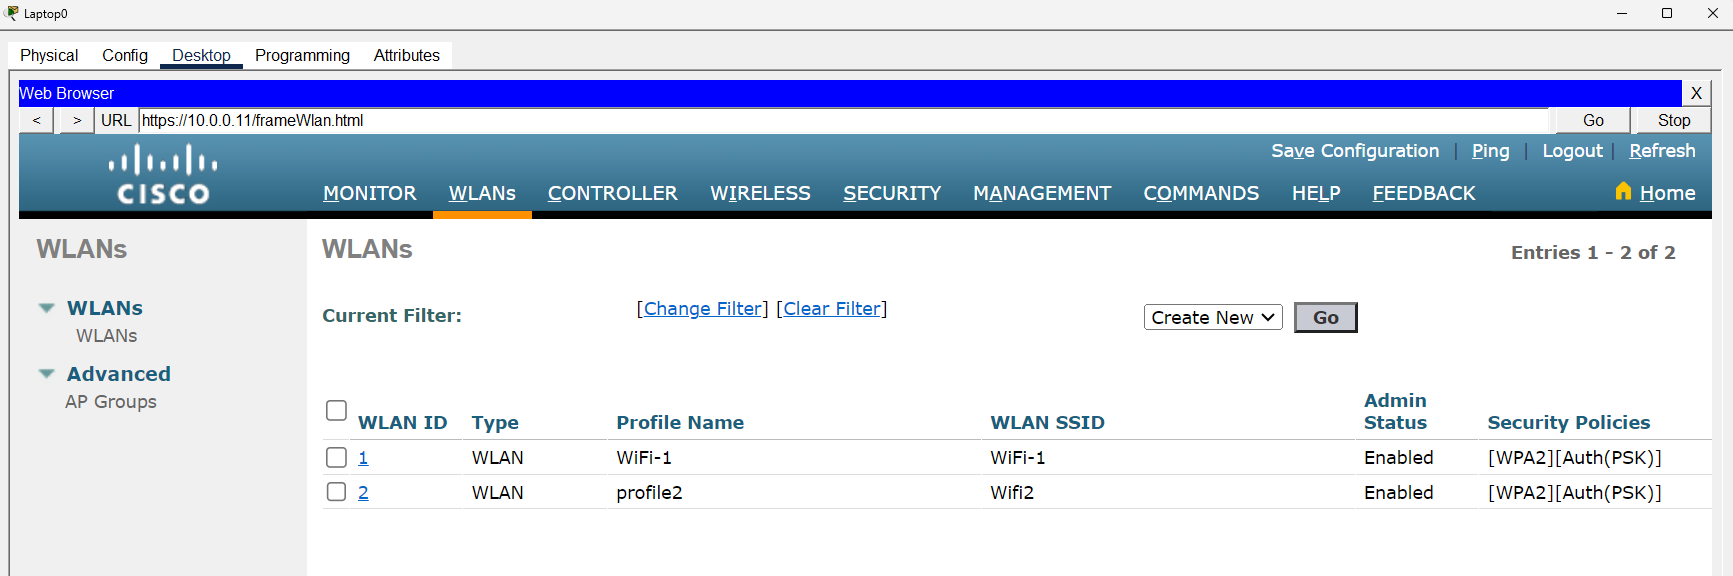 Laptop0
Physical Config Desktop Programming Attributes
Web Browser X
< > URL https://10.0.0.11/frameWlan.html Go Stop
Save Configuration | Ping | Logout | Refresh
CISCO MONITOR WLANs CONTROLLER WIRELESS SECURITY MANAGEMENT COMMANDS HELP FEEDBACK Home
WLANs
WLANs
WLANs
Advanced
AP Groups
WLANs Entries 1 - 2 of 2
Current Filter: [Change Filter] [Clear Filter] Create New Go
WLAN ID Type Profile Name WLAN SSID Admin Status Security Policies
1 WLAN WiFi-1 WiFi-1 Enabled [WPA2][Auth(PSK)]
2 WLAN profile2 Wifi2 Enabled [WPA2][Auth(PSK)]